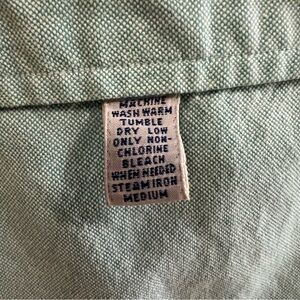 MACHINE
WASH WARM
TUMBLE
DRY LOW
ONLY NON-
CHLORINE
BLEACH
WHEN NEEDED
STEAM IRON
MEDIUM